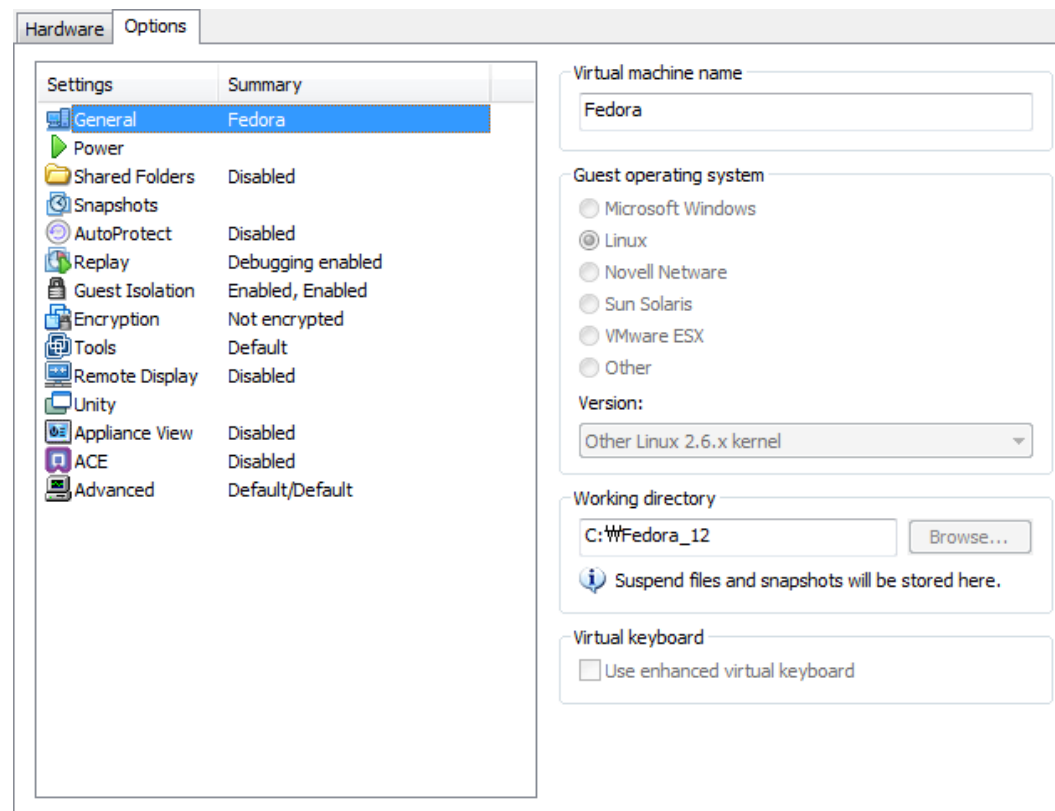 Hardware Options
Settings Summary
General Fedora
Power
Shared Folders Disabled
Snapshots
AutoProtect Disabled
Replay Debugging enabled
Guest Isolation Enabled, Enabled
Encryption Not encrypted
Tools Default
Remote Display Disabled
Unity
Appliance View Disabled
ACE Disabled
Advanced Default/Default
Virtual machine name
Fedora
Guest operating system
Microsoft Windows
Linux
Novell Netware
Sun Solaris
VMware ESX
Other
Version:
Other Linux 2.6.x kernel
Working directory
C:₩Fedora_12 Browse...
Suspend files and snapshots will be stored here.
Virtual keyboard
Use enhanced virtual keyboard